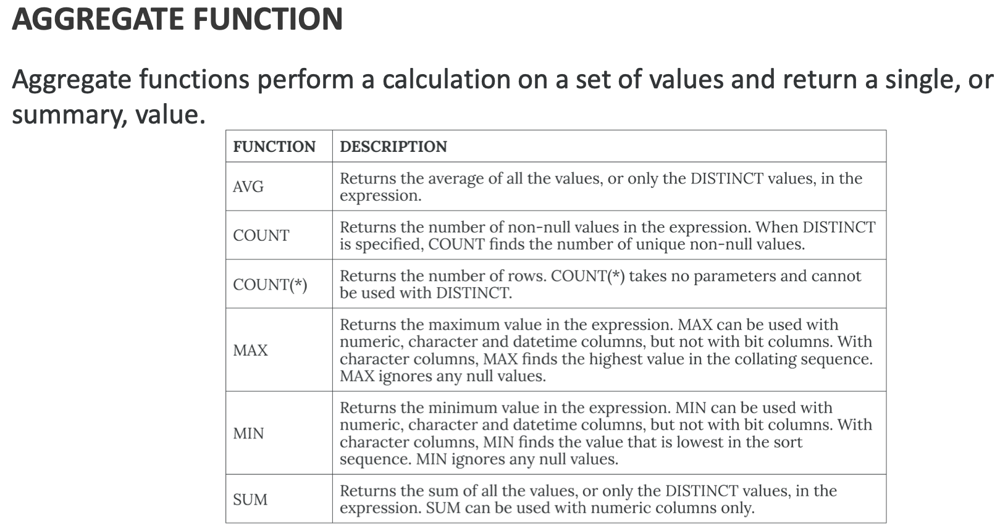 AGGREGATE FUNCTION
Aggregate functions perform a calculation on a set of values and return a single, or
summary, value.
FUNCTION DESCRIPTION
AVG
Returns the average of all the values, or only the DISTINCT values, in the
expression.
COUNT
Returns the number of non-null values in the expression. When DISTINCT
is specified, COUNT finds the number of unique non-null values.
COUNT(*)
Returns the number of rows. COUNT(*) takes no parameters and cannot
be used with DISTINCT.
MAX
Returns the maximum value in the expression. MAX can be used with
numeric, character and datetime columns, but not with bit columns. With
character columns, MAX finds the highest value in the collating sequence.
MAX ignores any null values.
MIN
Returns the minimum value in the expression. MIN can be used with
numeric, character and datetime columns, but not with bit columns. With
character columns, MIN finds the value that is lowest in the sort
sequence. MIN ignores any null values.
SUM
Returns the sum of all the values, or only the DISTINCT values, in the
expression. SUM can be used with numeric columns only.